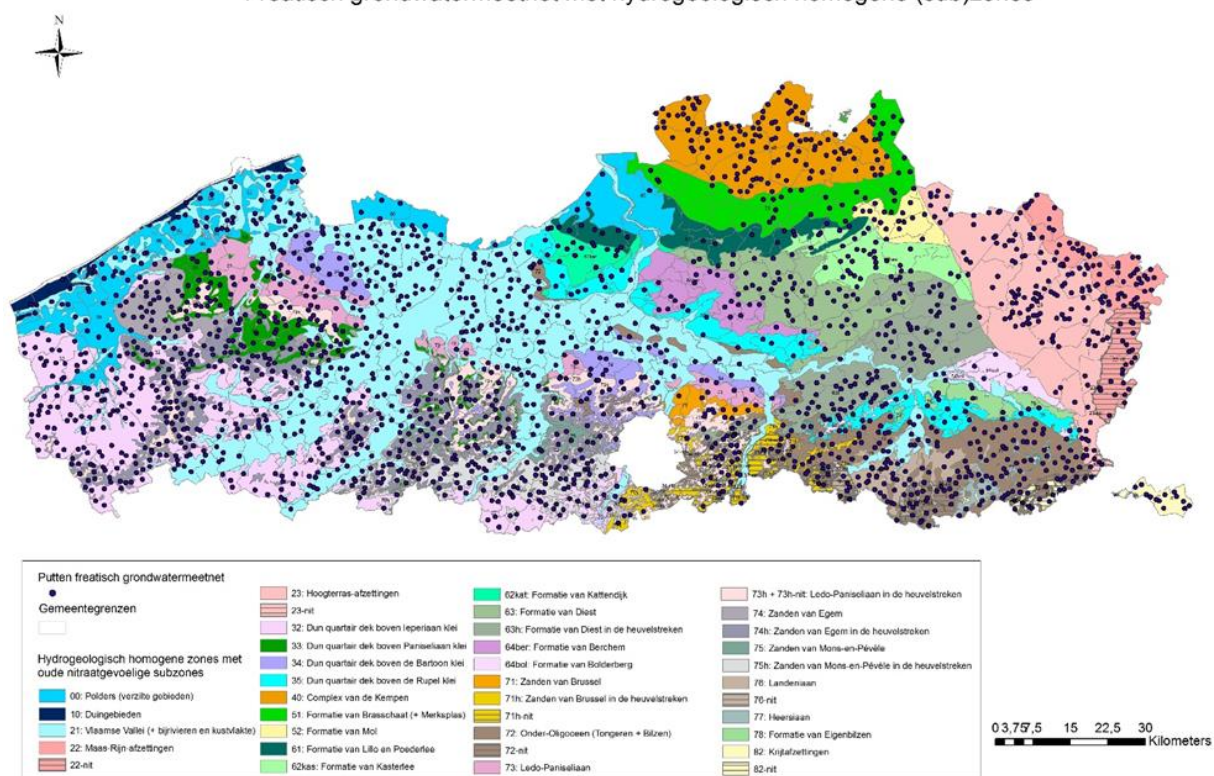 N
Putten freatisch grondwatermeetnet
Gemeentegrenzen
Hydrogeologisch homogene zones met
oude nitraatgevoelige subzones
00: Polders (verzilte gebieden)
10: Duingebieden
21: Vlaamse Vallei (+ bijrivieren en kustvlakte)
22: Maas-Rijn-afzettingen
22-nit
23: Hoogterras-afzettingen
23-nit
32: Dun quartair dek boven Ieperiaan klei
33: Dun quartair dek boven Paniseliaan klei
34: Dun quartair dek boven de Bartoon klei
35: Dun quartair dek boven de Rupel klei
40: Complex van de Kempen
51: Formatie van Brasschaat (+ Merksplas)
52: Formatie van Mol
61: Formatie van Lillo en Poederlee
62kas: Formatie van Kasterlee
62kat: Formatie van Kattendijk
63: Formatie van Diest
63h: Formatie van Diest in de heuvelstreken
64ber: Formatie van Berchem
64bol: Formatie van Bolderberg
71: Zanden van Brussel
71h: Zanden van Brussel in de heuvelstreken
71h-nit
72: Onder-Oligoceen (Tongeren + Bilzen)
72-nit
73: Ledo-Paniseliaan
73h + 73h-nit: Ledo-Paniseliaan in de heuvelstreken
74: Zanden van Egem
74h: Zanden van Egem in de heuvelstreken
75: Zanden van Mons-en-Pévèle
75h: Zanden van Mons-en-Pévèle in de heuvelstreken
76: Landeniaan
76-nit
77: Heersiaan
78: Formatie van Eigenbilzen
82: Krijtafzettingen
82-nit
0 3,75 7,5 15 22,5 30
Kilometers